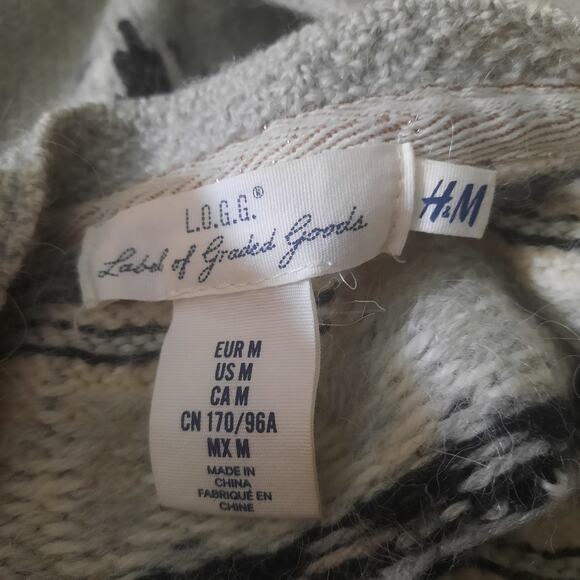 L.O.G.G.®
Label of Graded Goods
H&M
EUR M
US M
CA M
CN 170/96A
MX M
MADE IN
CHINA
FABRIQUÉ EN
CHINE